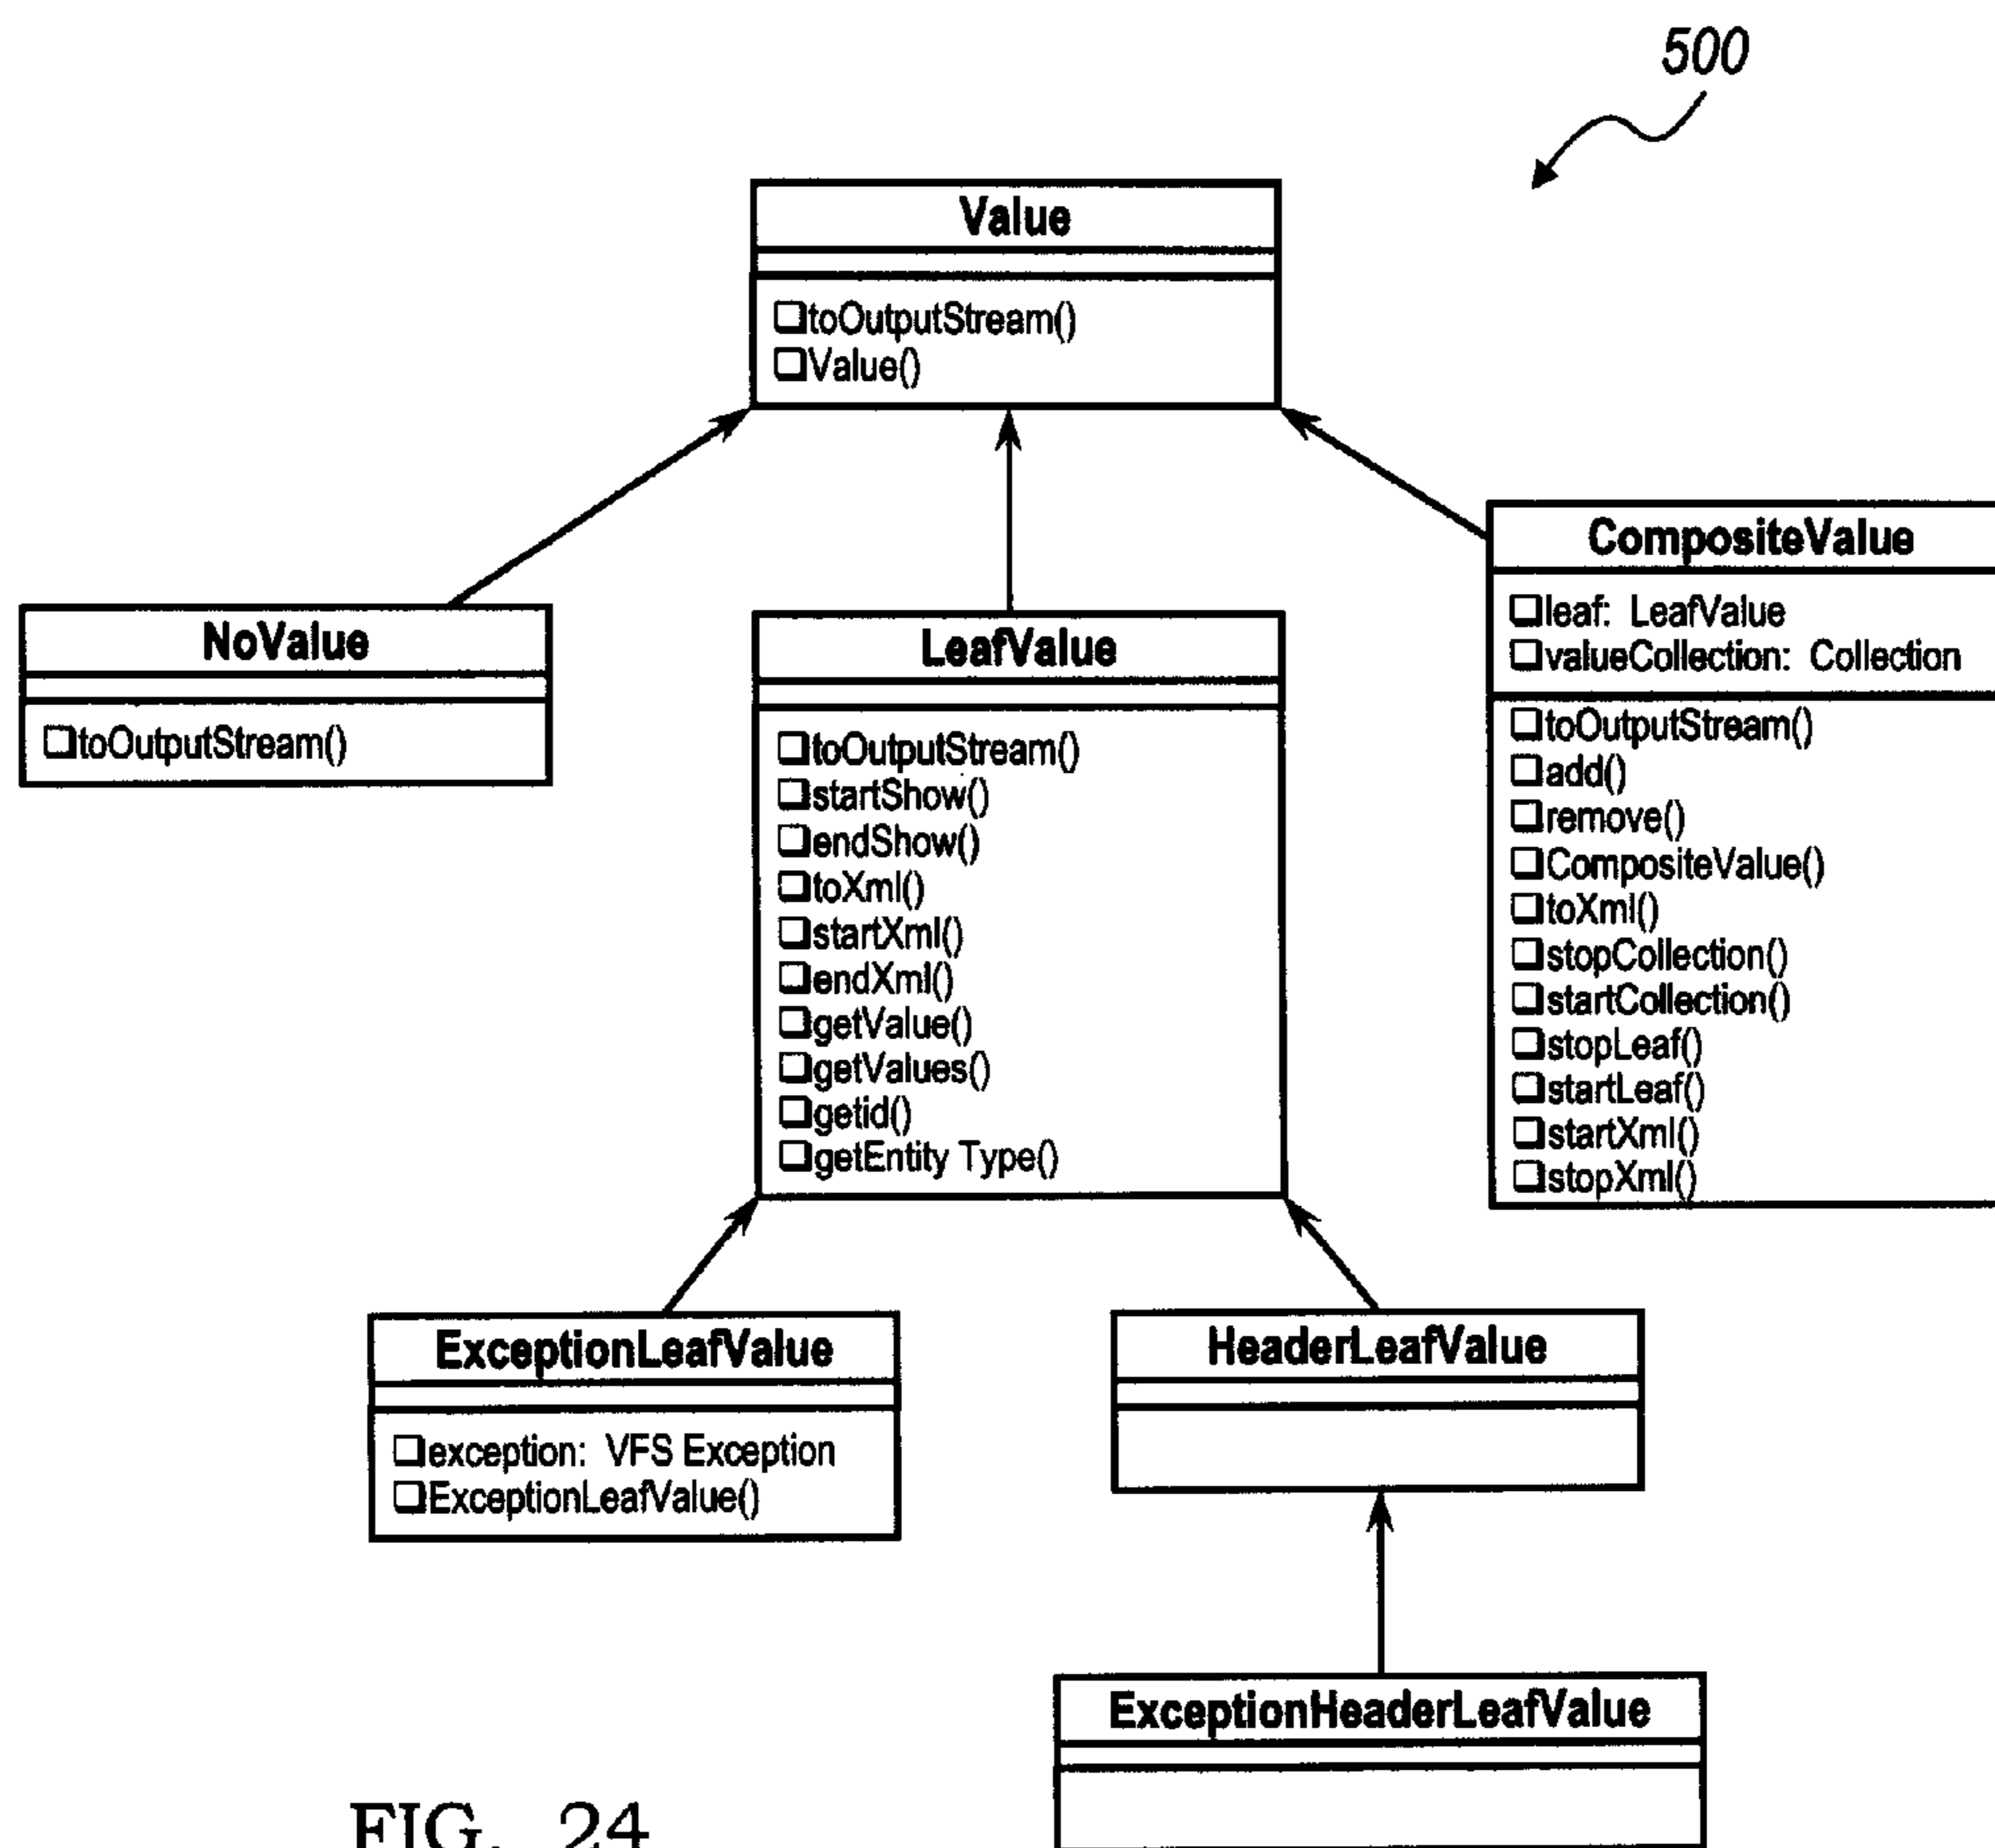 500
Value
toOutputStream()
Value()
NoValue
toOutputStream()
LeafValue
toOutputStream()
startShow()
endShow()
toXml()
startXml()
endXml()
getValue()
getValues()
getid()
getEntity Type()
CompositeValue
leaf: LeafValue
valueCollection: Collection
toOutputStream()
add()
remove()
CompositeValue()
toXml()
stopCollection()
startCollection()
stopLeaf()
startLeaf()
startXml()
stopXml()
ExceptionLeafValue
exception: VFS Exception
ExceptionLeafValue()
HeaderLeafValue
ExceptionHeaderLeafValue
FIG. 24